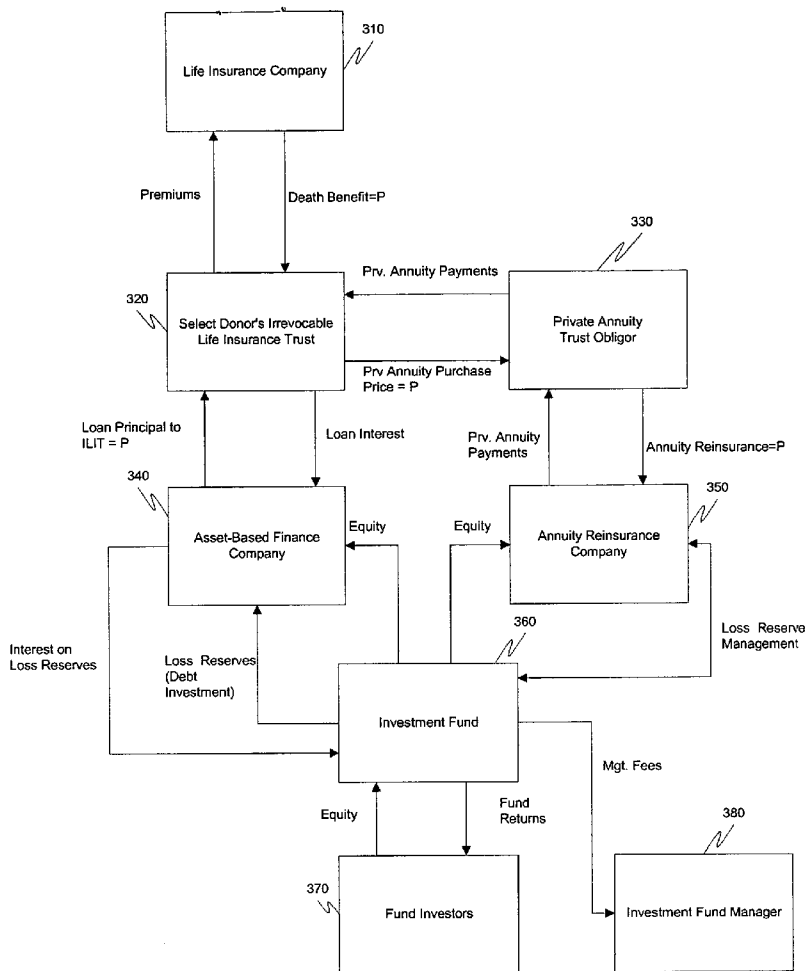 310
Life Insurance Company
Premiums
Death Benefit=P
330
Prv. Annuity Payments
320
Select Donor's Irrevocable
Life Insurance Trust
Private Annuity
Trust Obligor
Prv Annuity Purchase
Price = P
Loan Principal to
ILIT = P
Loan Interest
Prv. Annuity
Payments
Annuity Reinsurance=P
340
350
Asset-Based Finance
Company
Equity
Equity
Annuity Reinsurance
Company
360
Loss Reserve
Management
Interest on
Loss Reserves
Loss Reserves
(Debt
Investment)
Investment Fund
Mgt. Fees
Equity
Fund
Returns
380
370
Fund Investors
Investment Fund Manager